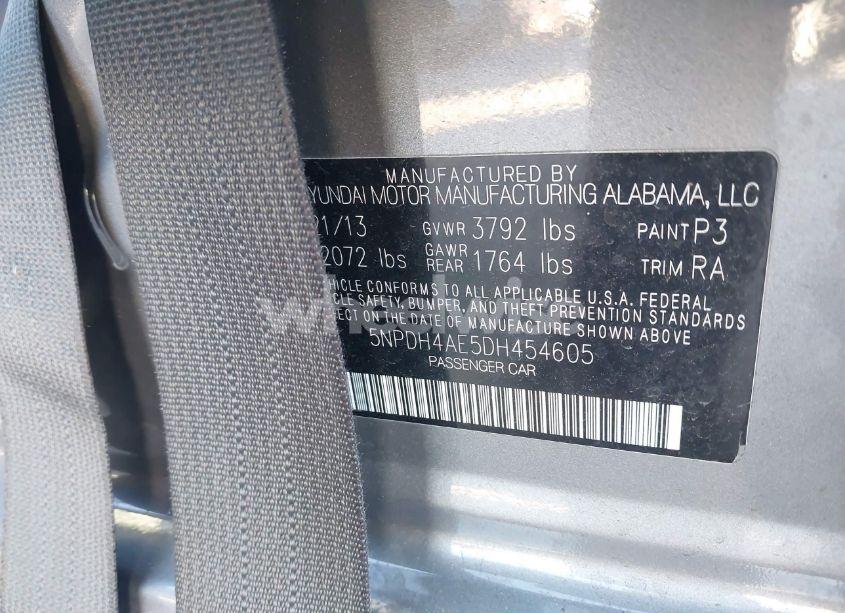 MANUFACTURED BY
YUNDAI MOTOR MANUFACTURING ALABAMA, LLC
01/13 GVWR 3792 lbs PAINT P3
2072 lbs GAWR REAR 1764 lbs TRIM RA
HICLE CONFORMS TO ALL APPLICABLE U.S.A. FEDERAL
ICLE SAFETY, BUMPER, AND THEFT PREVENTION STANDARDS
ECT ON THE DATE OF MANUFACTURE SHOWN ABOVE
5NPDH4AE5DH454605
PASSENGER CAR